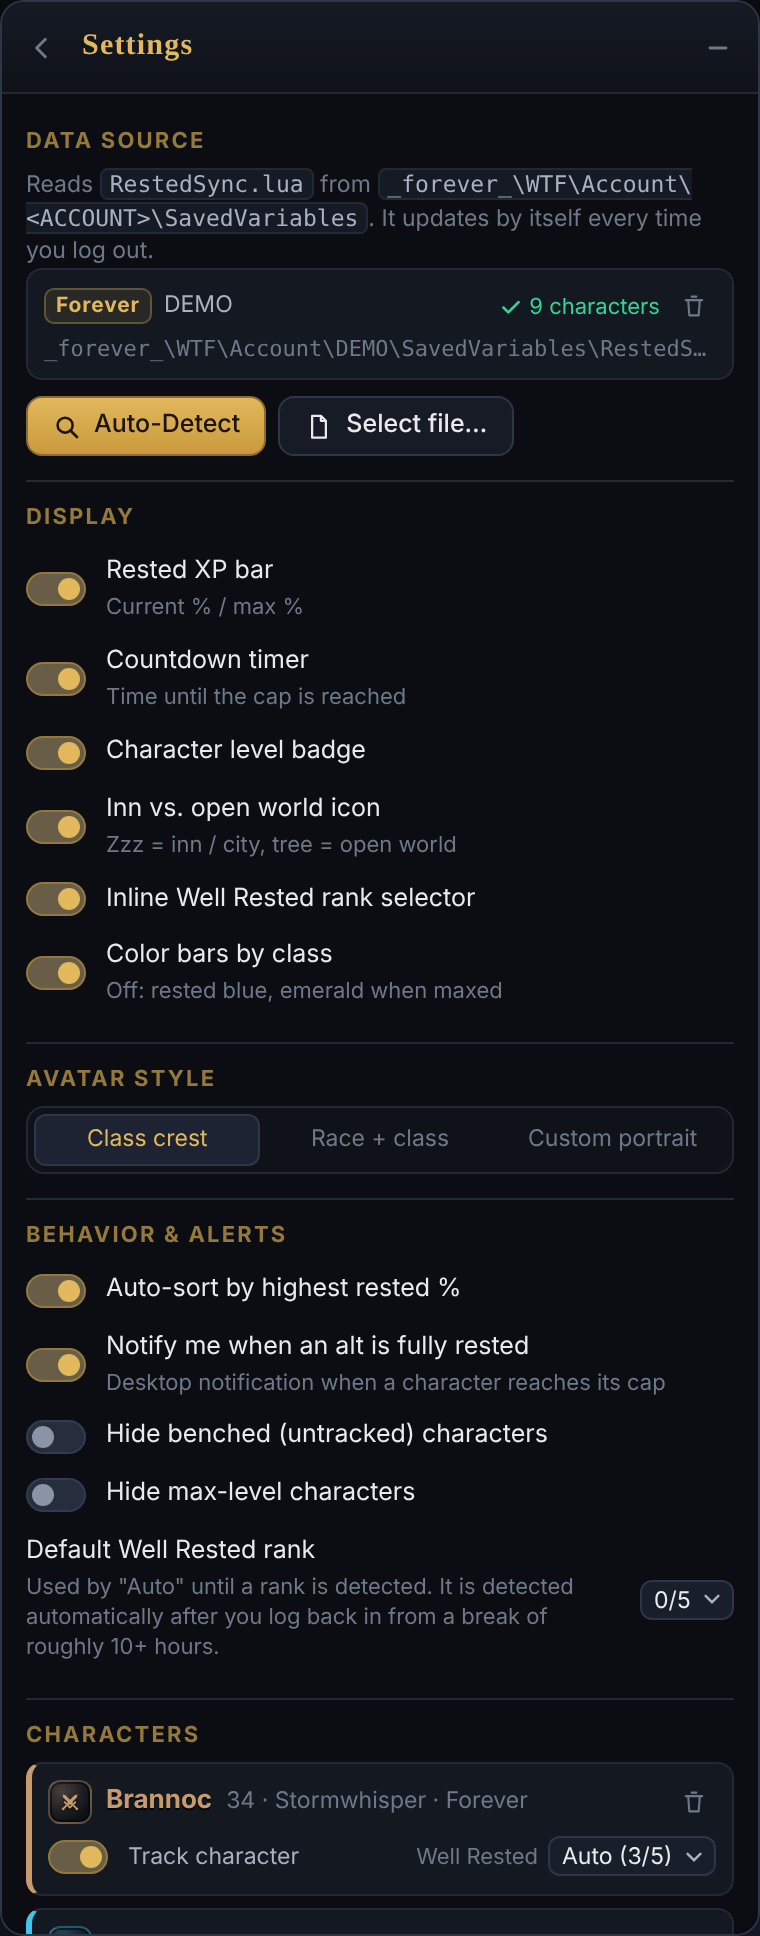 Settings
DATA SOURCE
Reads RestedSync.lua from _forever_\WTF\Account\
<ACCOUNT>\SavedVariables. It updates by itself every time
you log out.
Forever DEMO 9 characters
_forever_\WTF\Account\DEMO\SavedVariables\RestedS…
Auto-Detect Select file...
DISPLAY
Rested XP bar
Current % / max %
Countdown timer
Time until the cap is reached
Character level badge
Inn vs. open world icon
Zzz = inn / city, tree = open world
Inline Well Rested rank selector
Color bars by class
Off: rested blue, emerald when maxed
AVATAR STYLE
Class crest Race + class Custom portrait
BEHAVIOR & ALERTS
Auto-sort by highest rested %
Notify me when an alt is fully rested
Desktop notification when a character reaches its cap
Hide benched (untracked) characters
Hide max-level characters
Default Well Rested rank
Used by "Auto" until a rank is detected. It is detected
automatically after you log back in from a break of
roughly 10+ hours.
0/5
CHARACTERS
Brannoc 34 · Stormwhisper · Forever
Track character Well Rested Auto (3/5)